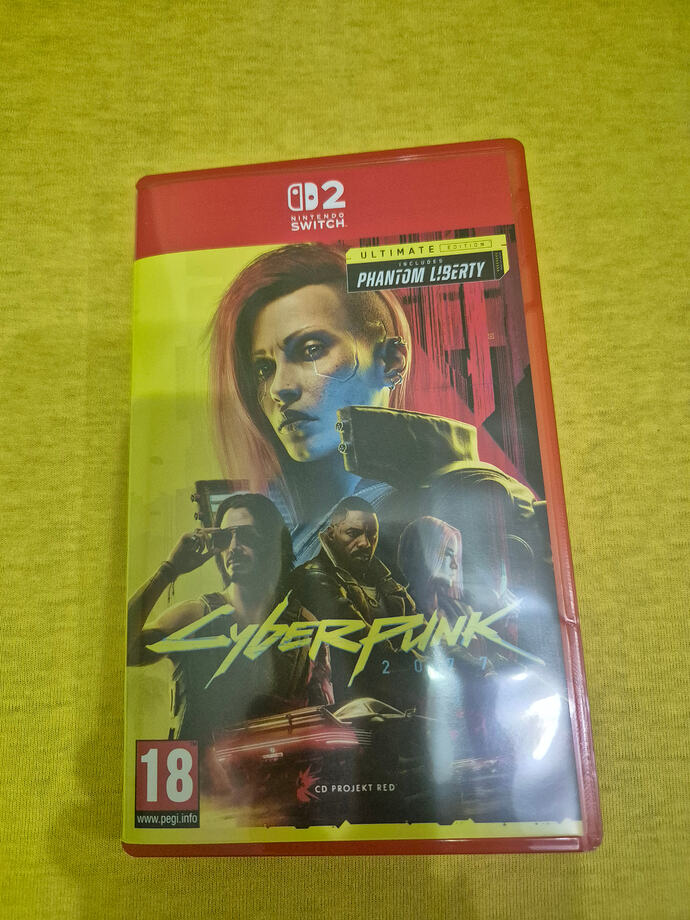 2
NINTENDO
SWITCH
ULTIMATE EDITION
INCLUDES
PHANTOM LIBERTY
CYBERPUNK
2077
18
www.pegi.info
CD PROJEKT RED